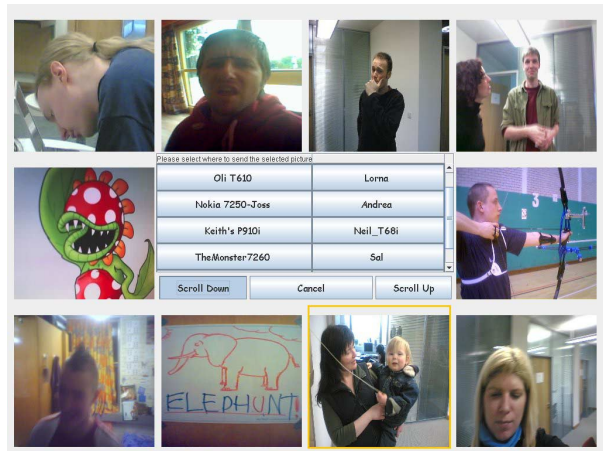 Please select where to send the selected picture
Oli T610 Lorna
Nokia 7250-Joss Andrea
Keith's P910i Neil_T68i
TheMonster7260 Sal
Scroll Down Cancel Scroll Up
3
ELEPHUNT